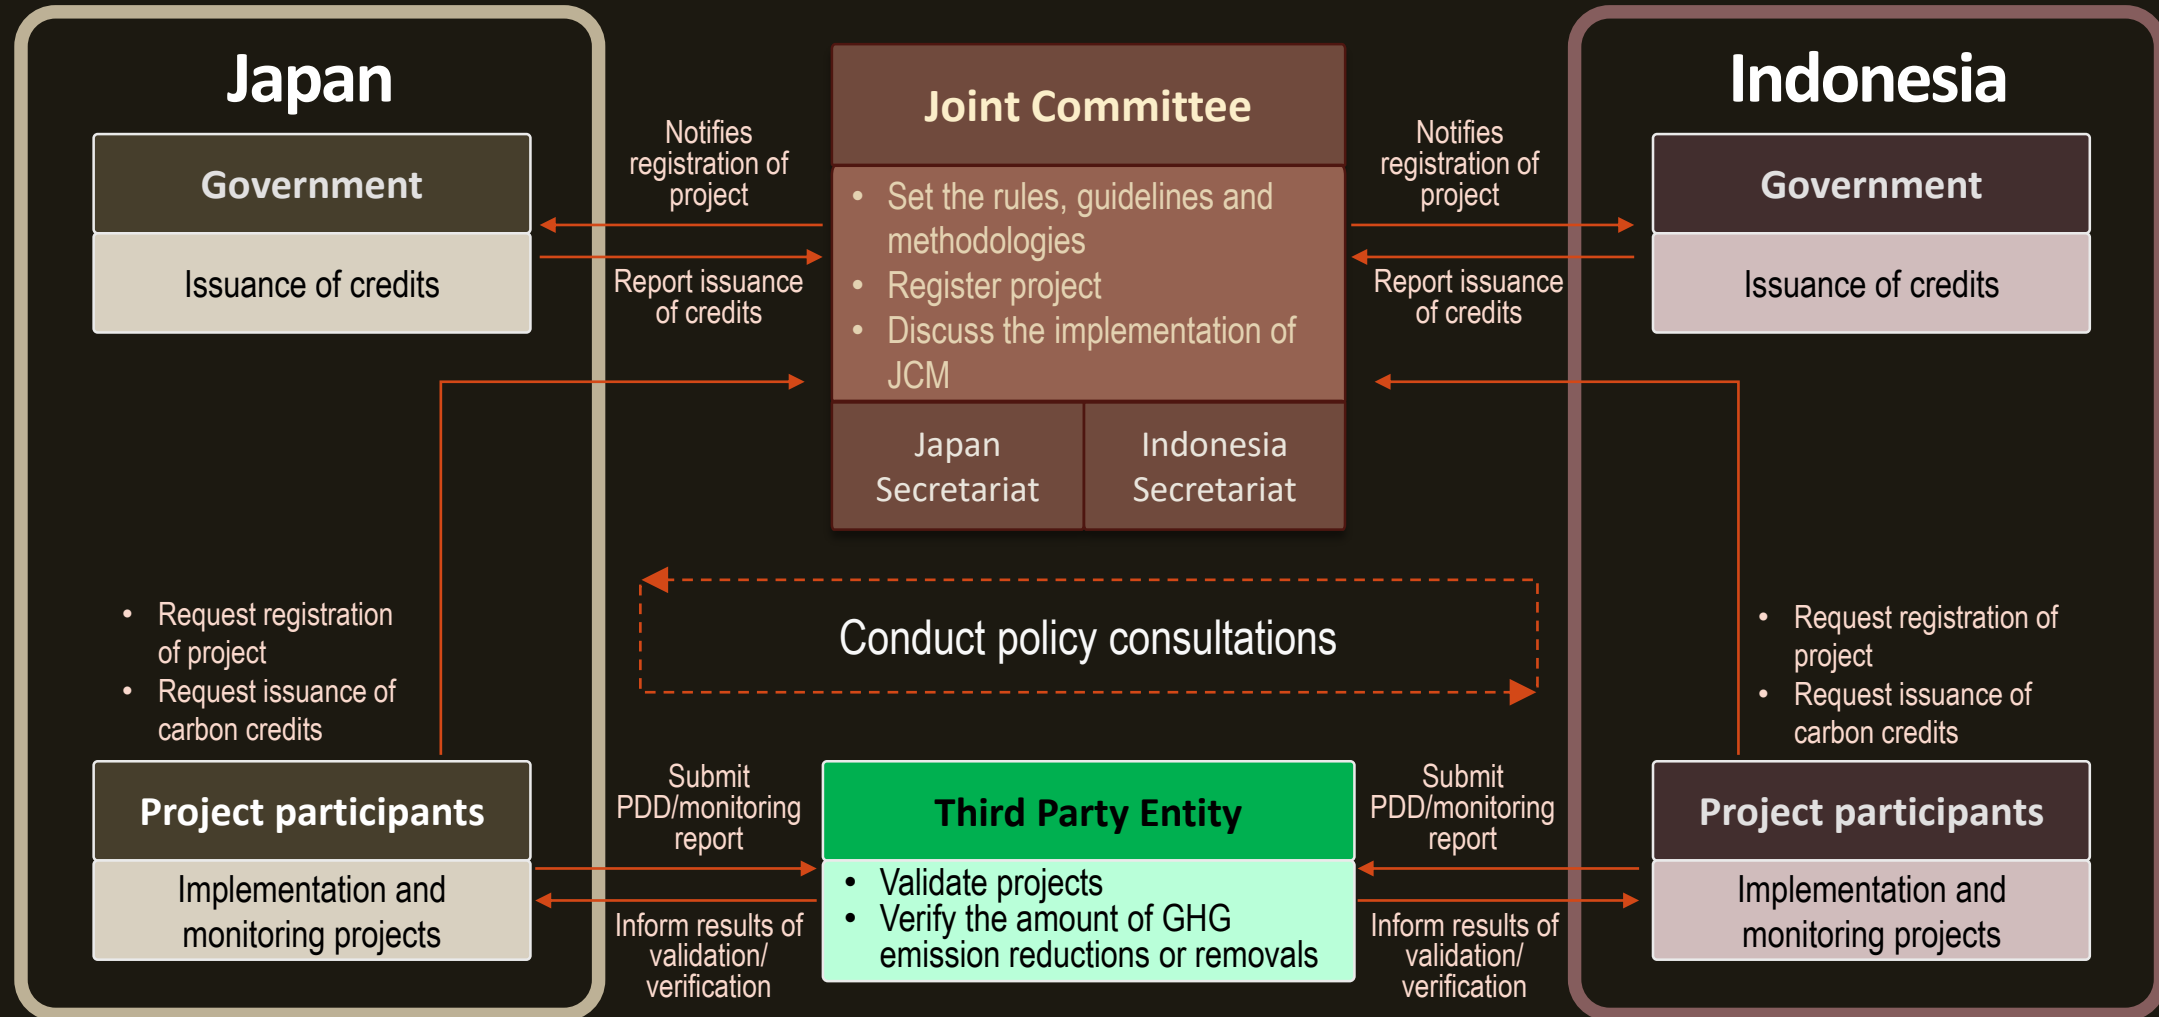 Japan
Government
Issuance of credits
Notifies
registration of
project
Report issuance
of credits
Joint Committee
• Set the rules, guidelines and
methodologies
• Register project
• Discuss the implementation of
JCM
Japan
Secretariat
Indonesia
Secretariat
Notifies
registration of
project
Report issuance
of credits
Indonesia
Government
Issuance of credits
• Request registration
of project
• Request issuance of
carbon credits
Conduct policy consultations
• Request registration of
project
• Request issuance of
carbon credits
Project participants
Implementation and
monitoring projects
Submit
PDD/monitoring
report
Inform results of
validation/
verification
Third Party Entity
• Validate projects
• Verify the amount of GHG
emission reductions or removals
Submit
PDD/monitoring
report
Inform results of
validation/
verification
Project participants
Implementation and
monitoring projects